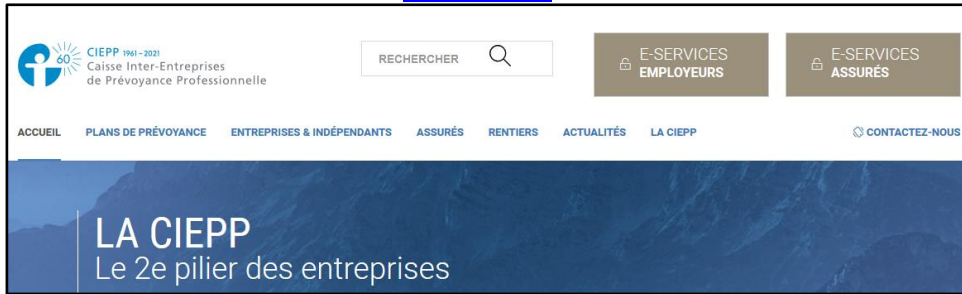 60
CIEPP 1961-2021
Caisse Inter-Entreprises
de Prévoyance Professionnelle
RECHERCHER
E-SERVICES
EMPLOYEURS
E-SERVICES
ASSURÉS
ACCUEIL PLANS DE PRÉVOYANCE ENTREPRISES & INDÉPENDANTS ASSURÉS RENTIERS ACTUALITÉS LA CIEPP CONTACTEZ-NOUS
LA CIEPP
Le 2e pilier des entreprises